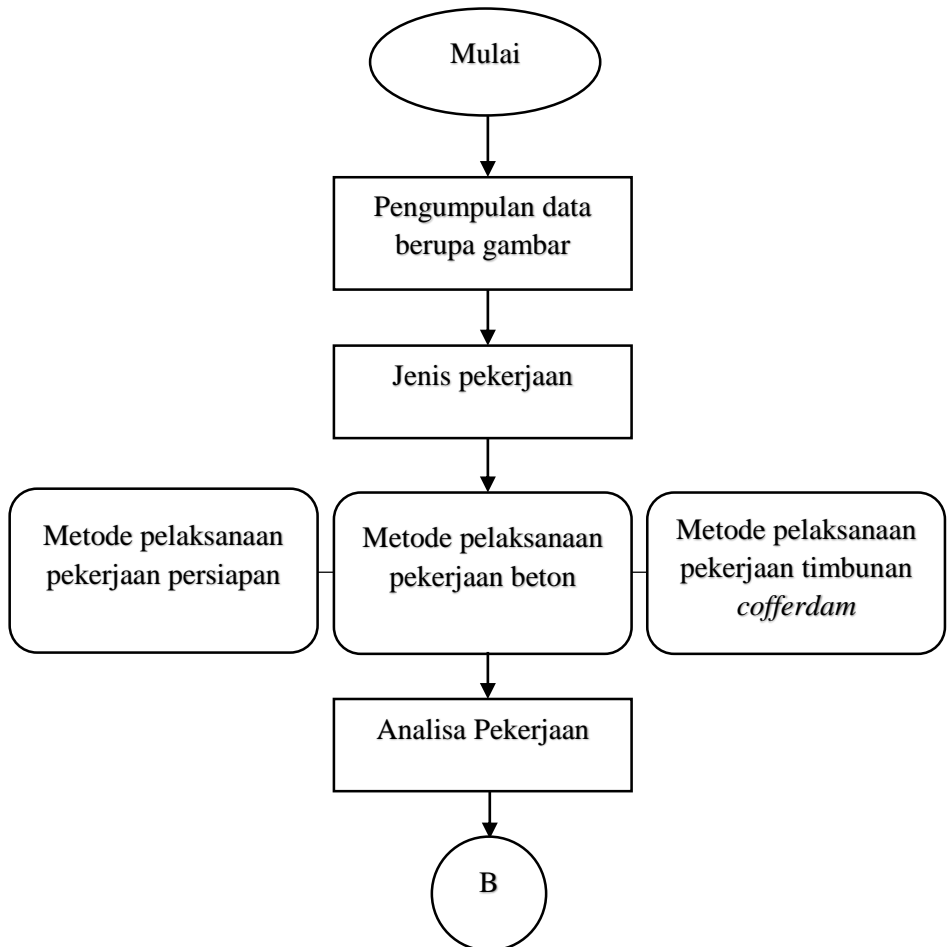 Mulai
Pengumpulan data
berupa gambar
Jenis pekerjaan
Metode pelaksanaan
pekerjaan persiapan
Metode pelaksanaan
pekerjaan beton
Metode pelaksanaan
pekerjaan timbunan
cofferdam
Analisa Pekerjaan
B